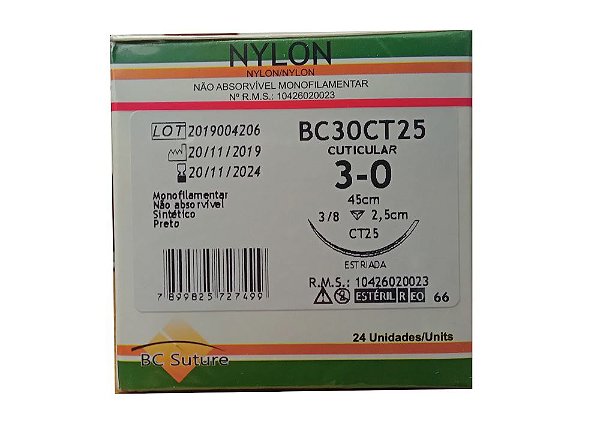 NYLON
NYLON/NYLON
NÃO ABSORVÍVEL MONOFILAMENTAR
Nº R.M.S.: 10426020023
LOT 2019004206
20/11/2019
20/11/2024
Monofilamentar
Não absorvível
Sintético
Preto
7 899825 727499
BC30CT25
CUTICULAR
3-0
45cm
3/8 2,5cm
CT25
ESTRIADA
R.M.S.: 10426020023
ESTÉRIL R EO 66
24 Unidades/Units
BC Suture